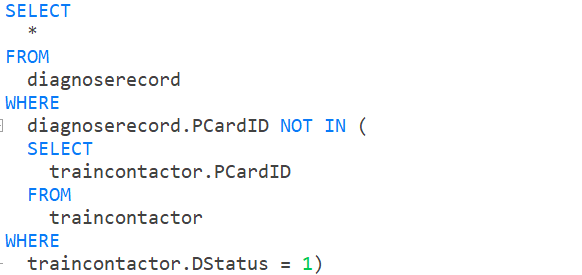 SELECT
  *
FROM
  diagnoserecord
WHERE
  diagnoserecord.PCardID NOT IN (
  SELECT
    traincontactor.PCardID
  FROM
    traincontactor
WHERE
  traincontactor.DStatus = 1)